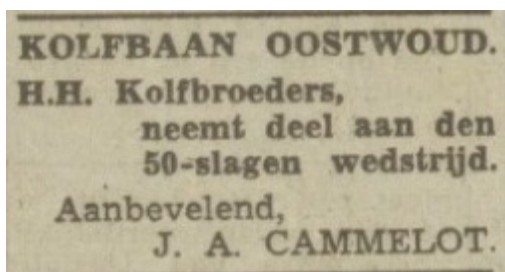 KOLFBAAN OOSTWOUD.
H.H. Kolfbroeders,
neemt deel aan den
50-slagen wedstrijd.
Aanbevelend,
J. A. CAMMELOT.